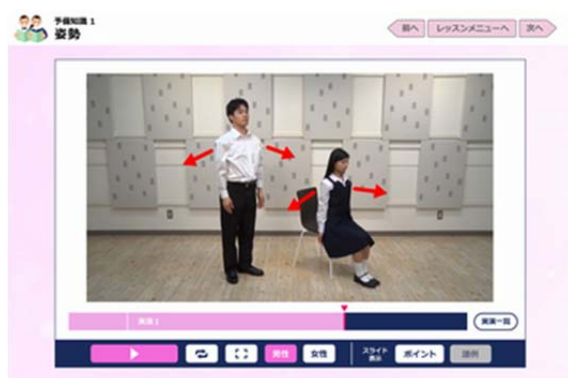 予備知識 1
姿勢
前へ
レッスンメニューへ
次へ
実演1
実演一覧
男性
女性
スライド
表示
ポイント
譜例